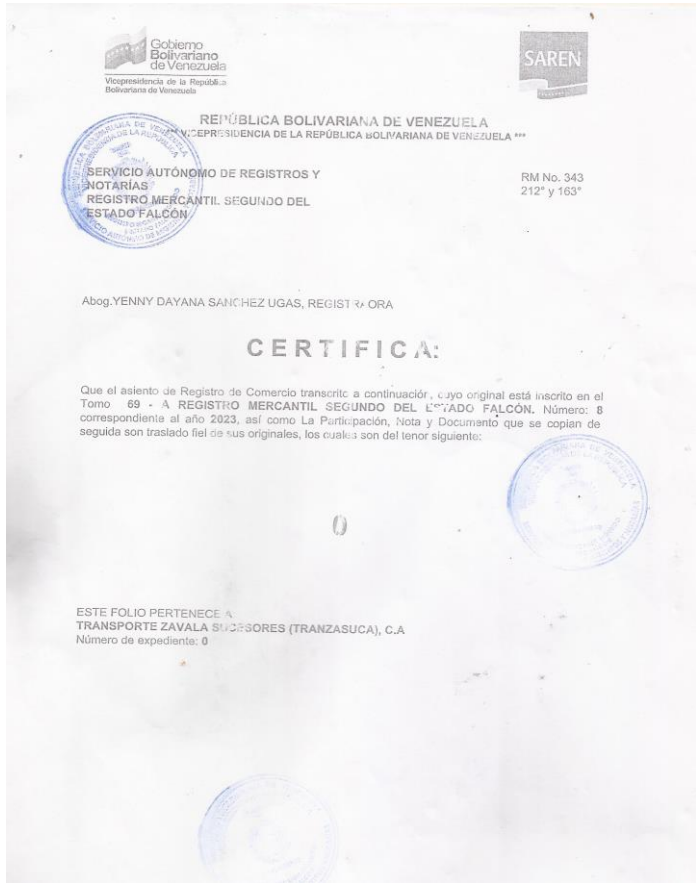 Gobierno
Bolivariano
de Venezuela
Vicepresidencia de la República
Bolivariana de Venezuela
SAREN
REPÚBLICA BOLIVARIANA DE VENEZUELA
*** VICEPRESIDENCIA DE LA REPÚBLICA BOLIVARIANA DE VENEZUELA ***
SERVICIO AUTÓNOMO DE REGISTROS Y
NOTARÍAS
REGISTRO MERCANTIL SEGUNDO DEL
ESTADO FALCÓN
RM No. 343
212° y 163°
Abog.YENNY DAYANA SANCHEZ UGAS, REGISTRADORA
CERTIFICA:
Que el asiento de Registro de Comercio transcrito a continuación, cuyo original está inscrito en el
Tomo 69 - A REGISTRO MERCANTIL SEGUNDO DEL ESTADO FALCÓN. Número: 8
correspondiente al año 2023, así como La Participación, Nota y Documento que se copian de
seguida son traslado fiel de sus originales, los cuales son del tenor siguiente:
0
ESTE FOLIO PERTENECE A:
TRANSPORTE ZAVALA SUCESORES (TRANZASUCA), C.A
Número de expediente: 0